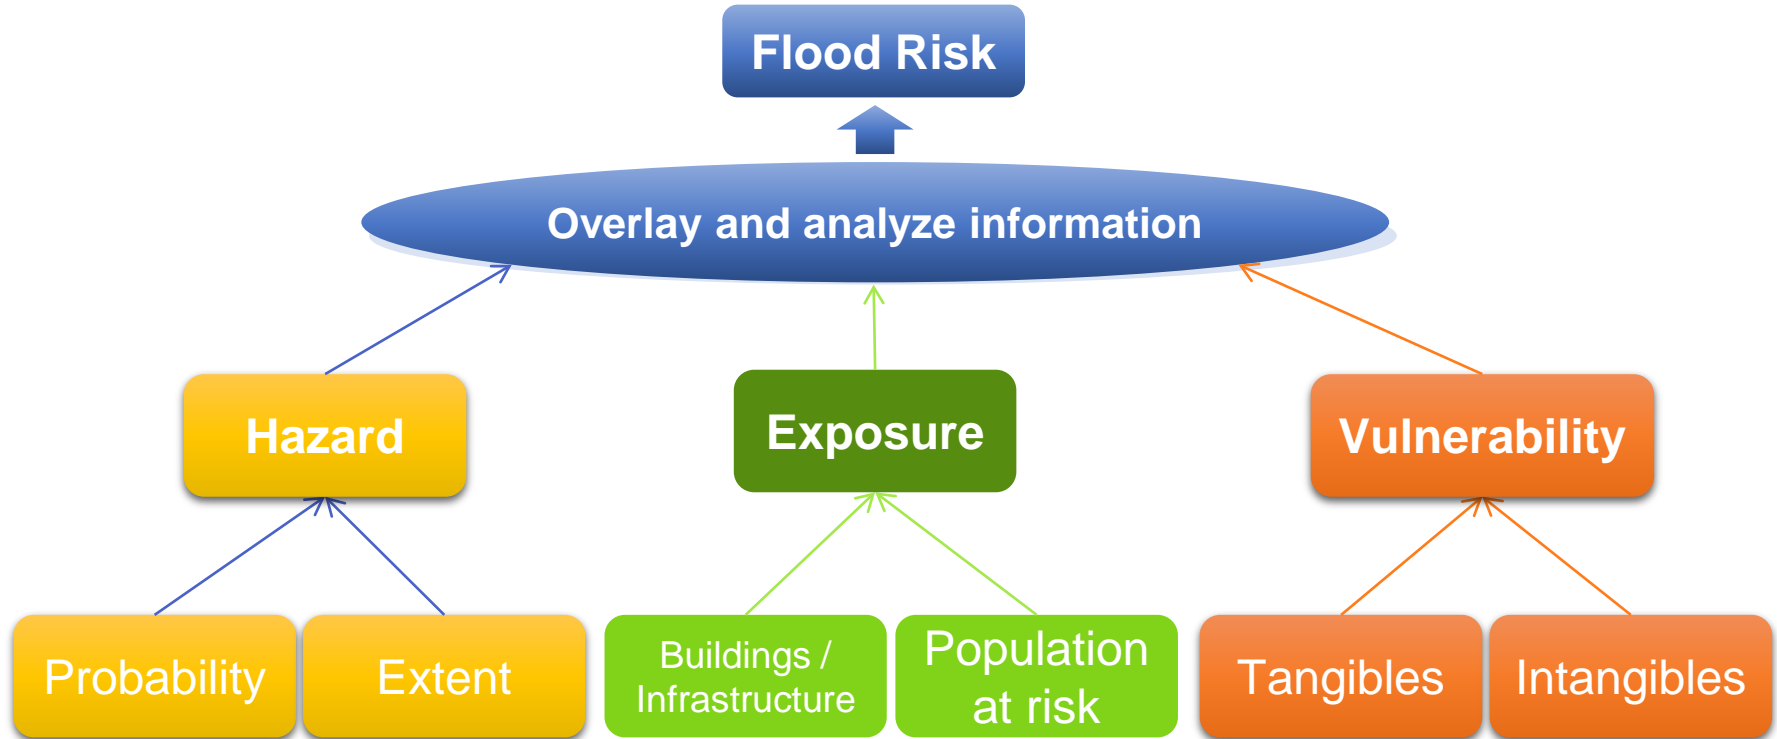 Flood Risk
Overlay and analyze information
Hazard
Exposure
Vulnerability
Probability
Extent
Buildings /
Infrastructure
Population
at risk
Tangibles
Intangibles